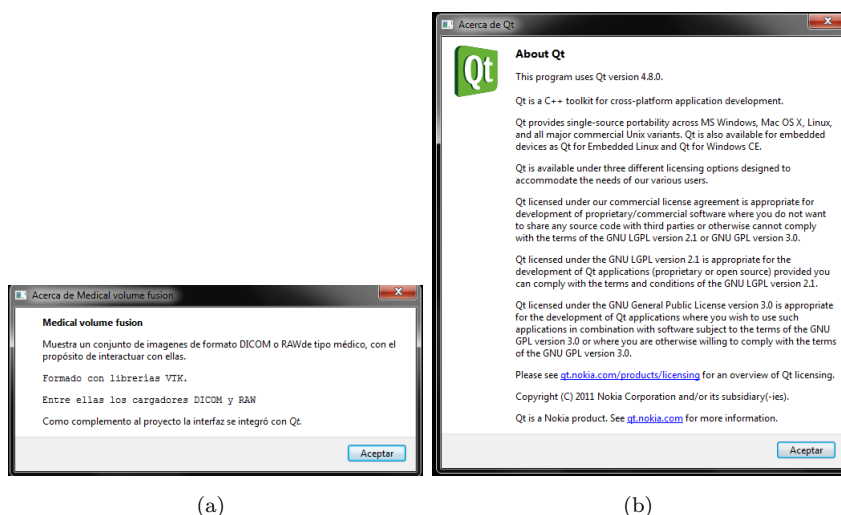 Acerca de Medical volume fusion
x
Medical volume fusion
Muestra un conjunto de imagenes de formato DICOM o RAWde tipo médico, con el
propósito de interactuar con ellas.
Formado con librerías VTK.
Entre ellas los cargadores DICOM y RAW
Como complemento al proyecto la interfaz se integró con Qt.
Aceptar
(a)
Acerca de Qt
x
Qt
About Qt
This program uses Qt version 4.8.0.
Qt is a C++ toolkit for cross-platform application development.
Qt provides single-source portability across MS Windows, Mac OS X, Linux,
and all major commercial Unix variants. Qt is also available for embedded
devices as Qt for Embedded Linux and Qt for Windows CE.
Qt is available under three different licensing options designed to
accommodate the needs of our various users.
Qt licensed under our commercial license agreement is appropriate for
development of proprietary/commercial software where you do not want
to share any source code with third parties or otherwise cannot comply
with the terms of the GNU LGPL version 2.1 or GNU GPL version 3.0.
Qt licensed under the GNU LGPL version 2.1 is appropriate for the
development of Qt applications (proprietary or open source) provided you
can comply with the terms and conditions of the GNU LGPL version 2.1.
Qt licensed under the GNU General Public License version 3.0 is appropriate
for the development of Qt applications where you wish to use such
applications in combination with software subject to the terms of the GNU
GPL version 3.0 or where you are otherwise willing to comply with the terms
of the GNU GPL version 3.0.
Please see qt.nokia.com/products/licensing for an overview of Qt licensing.
Copyright (C) 2011 Nokia Corporation and/or its subsidiary(-ies).
Qt is a Nokia product. See qt.nokia.com for more information.
Aceptar
(b)